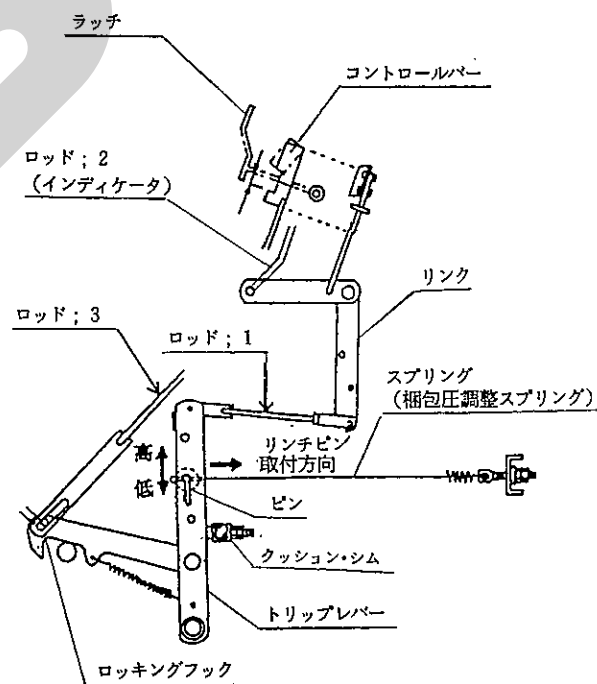 ラッチ
コントロールバー
ロッド；2
（インディケータ）
リンク
ロッド；3
ロッド；1
スプリング
（梱包圧調整スプリング）
リンチピン
取付方向
高
低
ピン
クッション・シム
トリップレバー
ロッキングフック